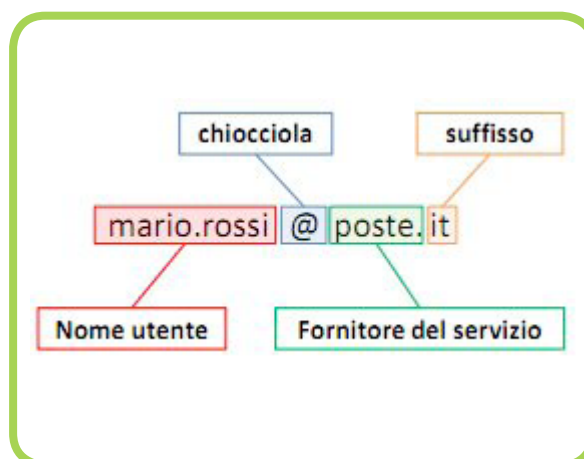 chiocciola suffisso
mario.rossi @ poste.it
Nome utente Fornitore del servizio